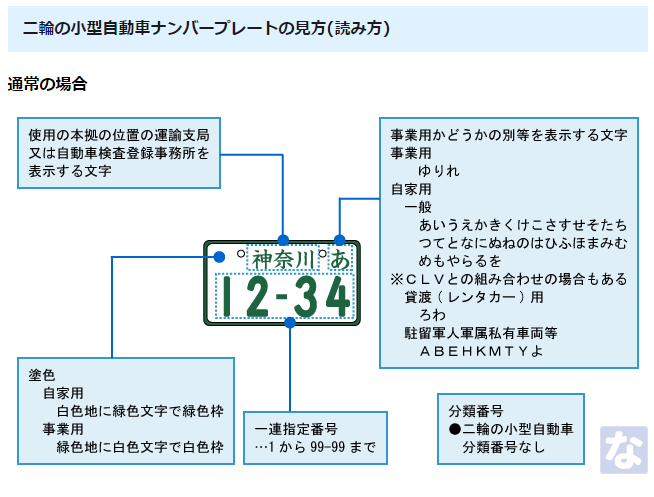 二輪の小型自動車ナンバープレートの見方(読み方)
通常の場合
使用の本拠の位置の運諭支局
又は自動車検査登録事務所を
表示する文字
事業用かどうかの別等を表示する文字
事業用
ゆりれ
自家用
一般
あいうえかきくけこさすせそたち
つてとなにぬねのはひふほまみむ
めもやらるを
※ＣＬＶとの組み合わせの場合もある
貸渡(レンタカー)用
ろわ
駐留軍人軍属私有車両等
ＡＢＥＨＫＭＴＹよ
神奈川 あ
12-34
塗色
自家用
白色地に緑色文字で緑色枠
事業用
緑色地に白色文字で白色枠
一連指定番号
…1から99-99まで
分類番号
●二輪の小型自動車
分類番号なし
な